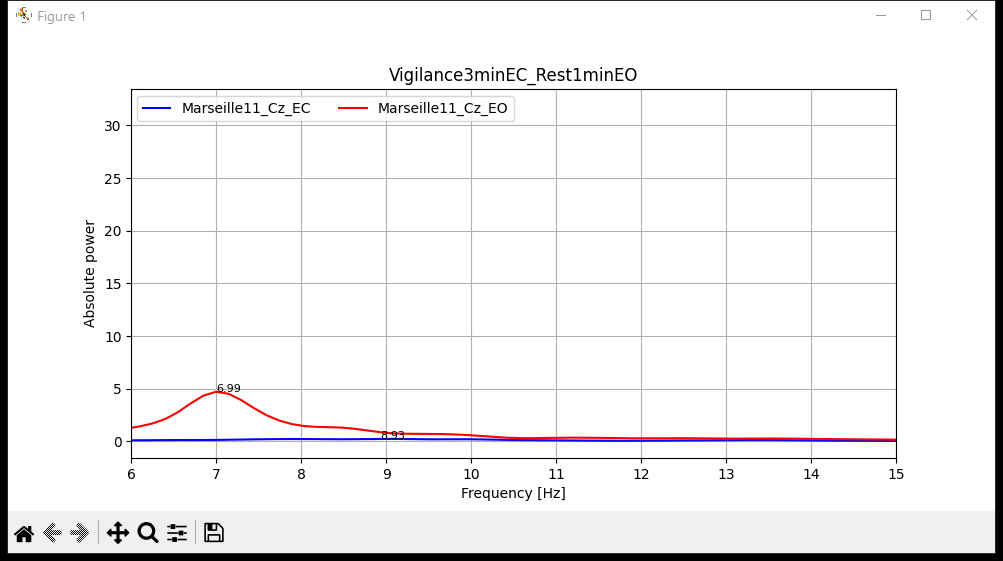 Figure 1
Vigilance3minEC_Rest1minEO
Marseille11_Cz_EC Marseille11_Cz_EO
30
25
20
15
10
5
0
Absolute power
6.99
8.93
6 7 8 9 10 11 12 13 14 15
Frequency [Hz]